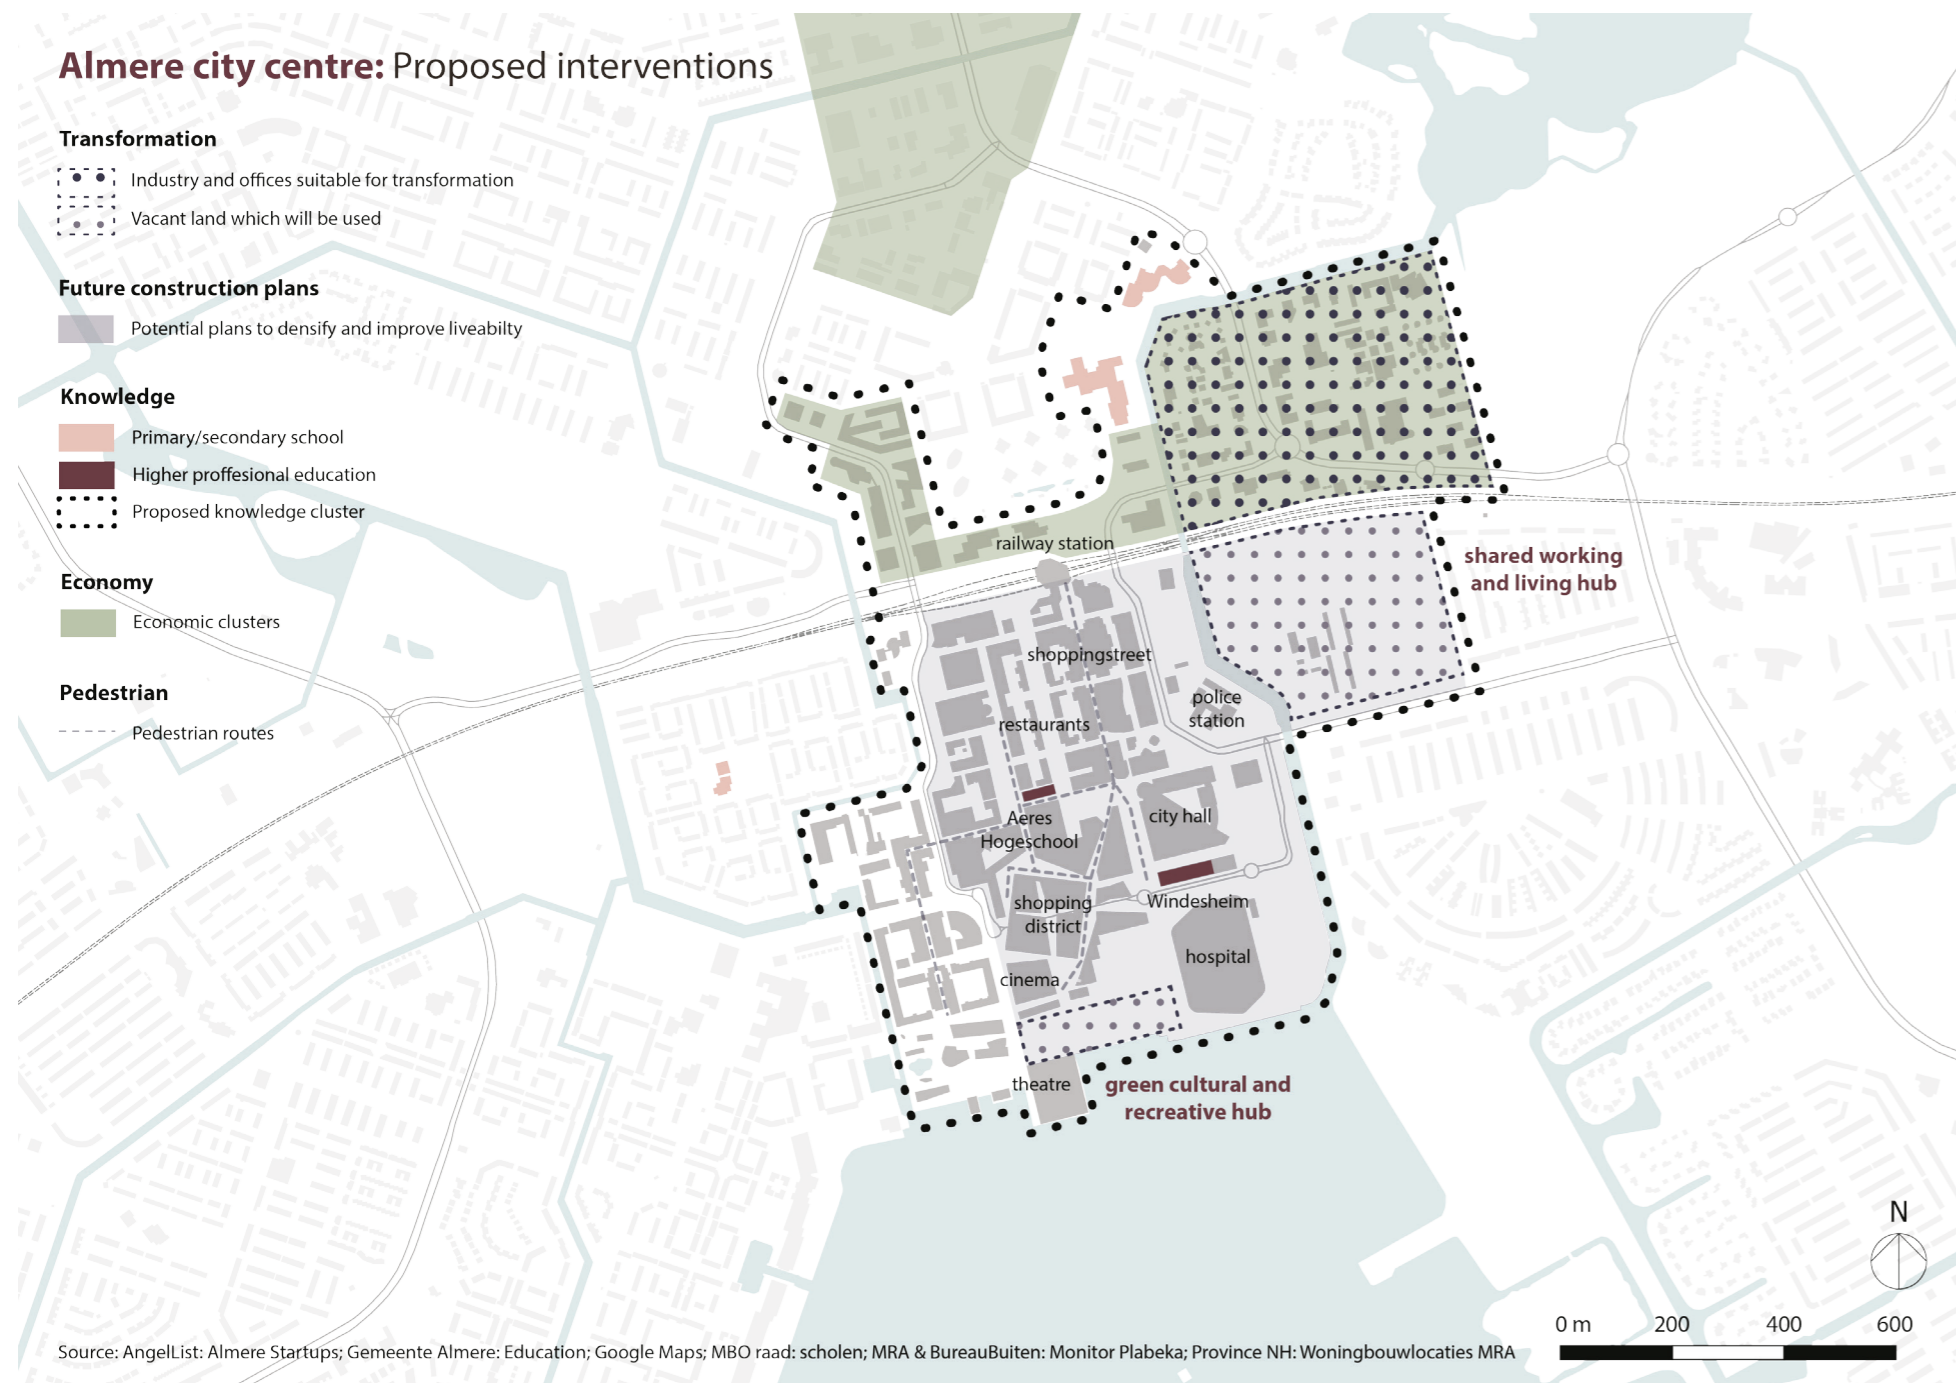 Almere city centre: Proposed interventions
Transformation
Industry and offices suitable for transformation
Vacant land which will be used
Future construction plans
Potential plans to densify and improve liveabilty
Knowledge
Primary/secondary school
Higher proffesional education
Proposed knowledge cluster
Economy
Economic clusters
Pedestrian
Pedestrian routes
railway station
shared working
and living hub
shoppingstreet
police
station
restaurants
city hall
Aeres
Hogeschool
shopping
district
Windesheim
hospital
cinema
theatre
green cultural and
recreative hub
N
0 m 200 400 600
Source: AngelList: Almere Startups; Gemeente Almere: Education; Google Maps; MBO raad: scholen; MRA & BureauBuiten: Monitor Plabeka; Province NH: Woningbouwlocaties MRA